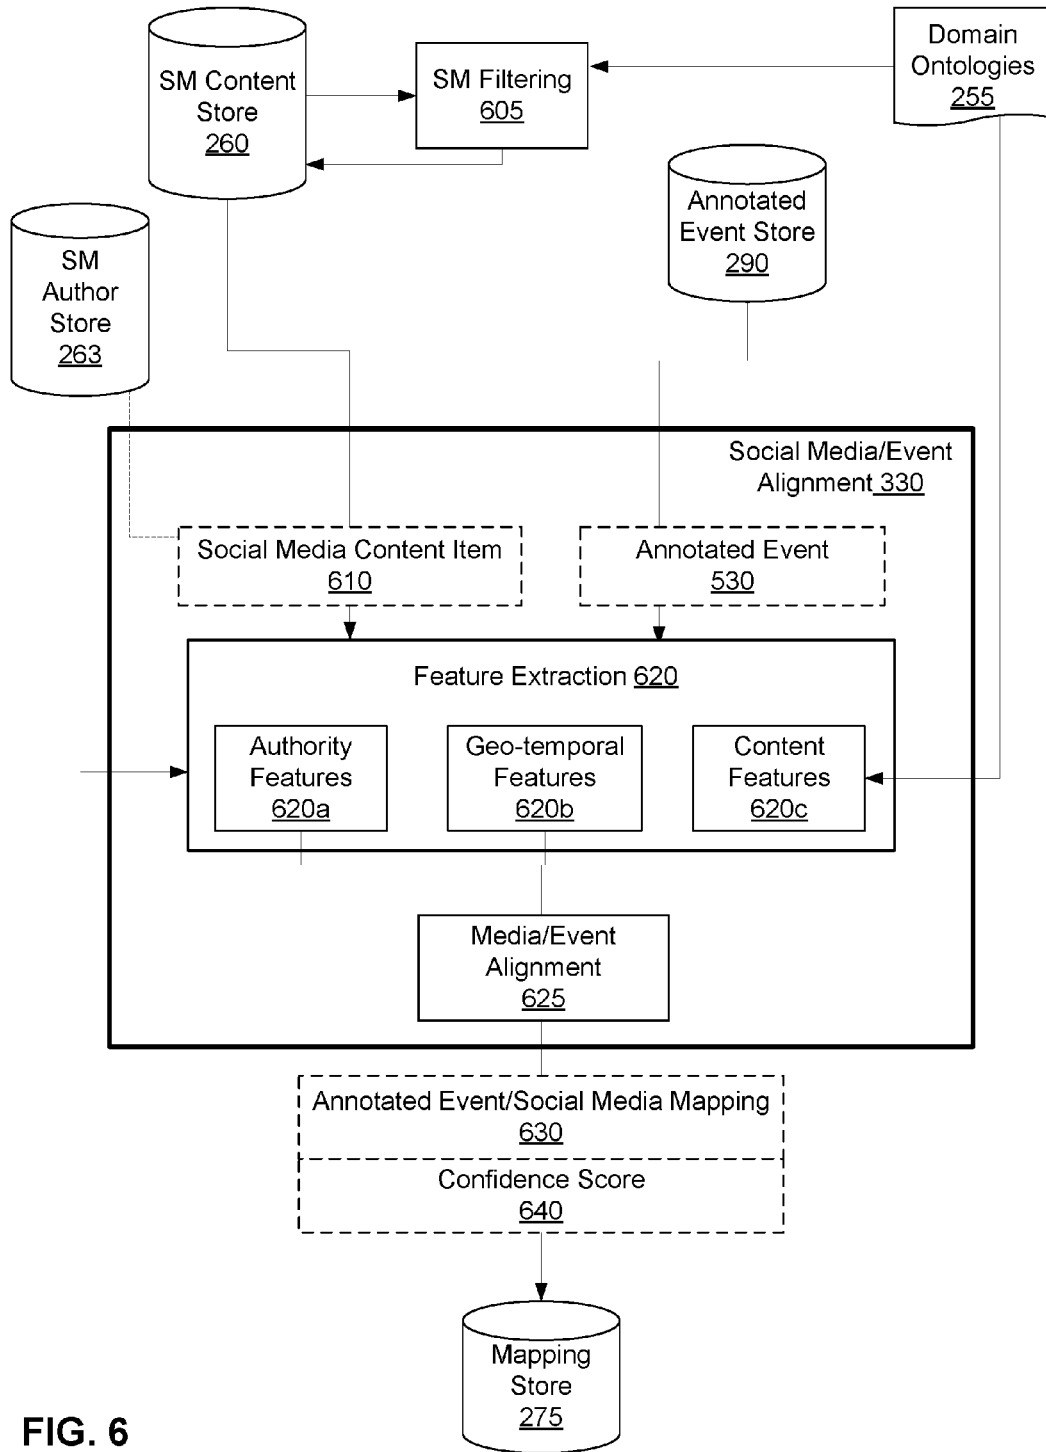 SM Content
Store
260
SM Filtering
605
Domain
Ontologies
255
Annotated
Event Store
290
SM
Author
Store
263
Social Media/Event
Alignment 330
Social Media Content Item
610
Annotated Event
530
Feature Extraction 620
Authority
Features
620a
Geo-temporal
Features
620b
Content
Features
620c
Media/Event
Alignment
625
Annotated Event/Social Media Mapping
630
Confidence Score
640
Mapping
Store
275
FIG. 6